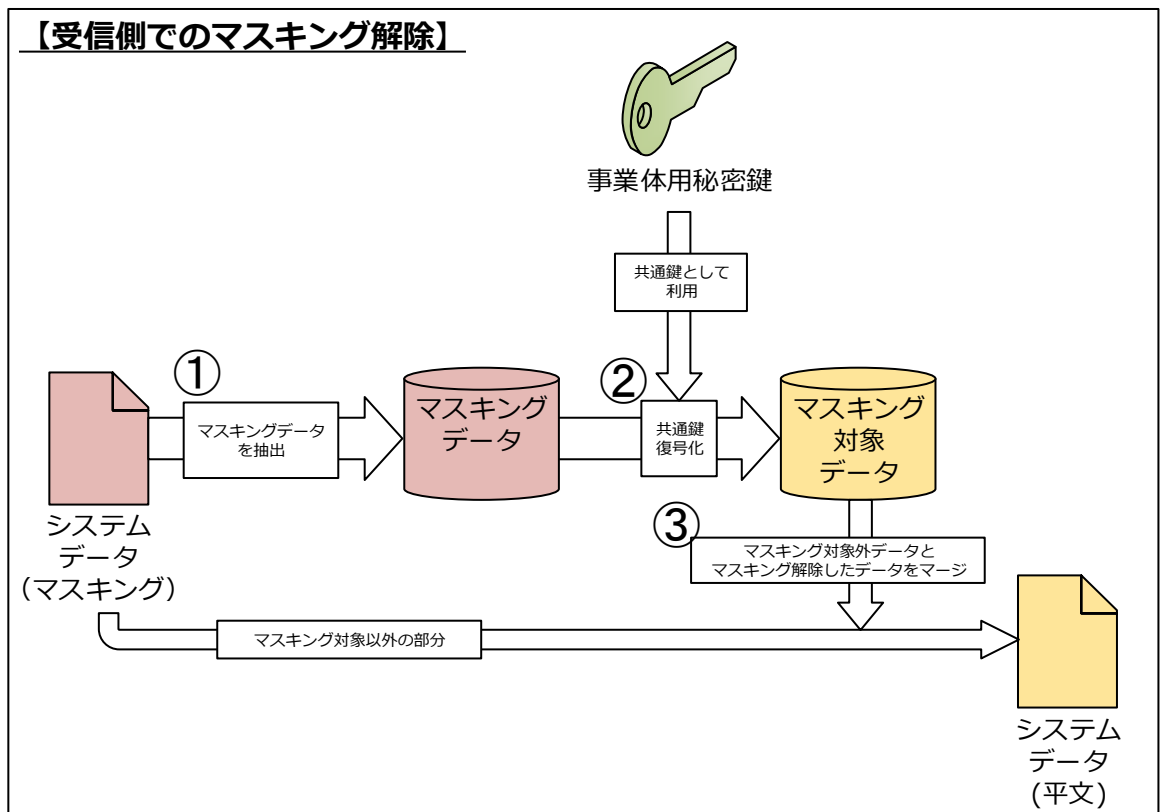 【受信側でのマスキング解除】
事業体用秘密鍵
共通鍵として
利用
①
マスキングデータ
を抽出
マスキング
データ
②
共通鍵
復号化
マスキング
対象
データ
システム
データ
（マスキング）
③
マスキング対象外データと
マスキング解除したデータをマージ
マスキング対象以外の部分
システム
データ
(平文)